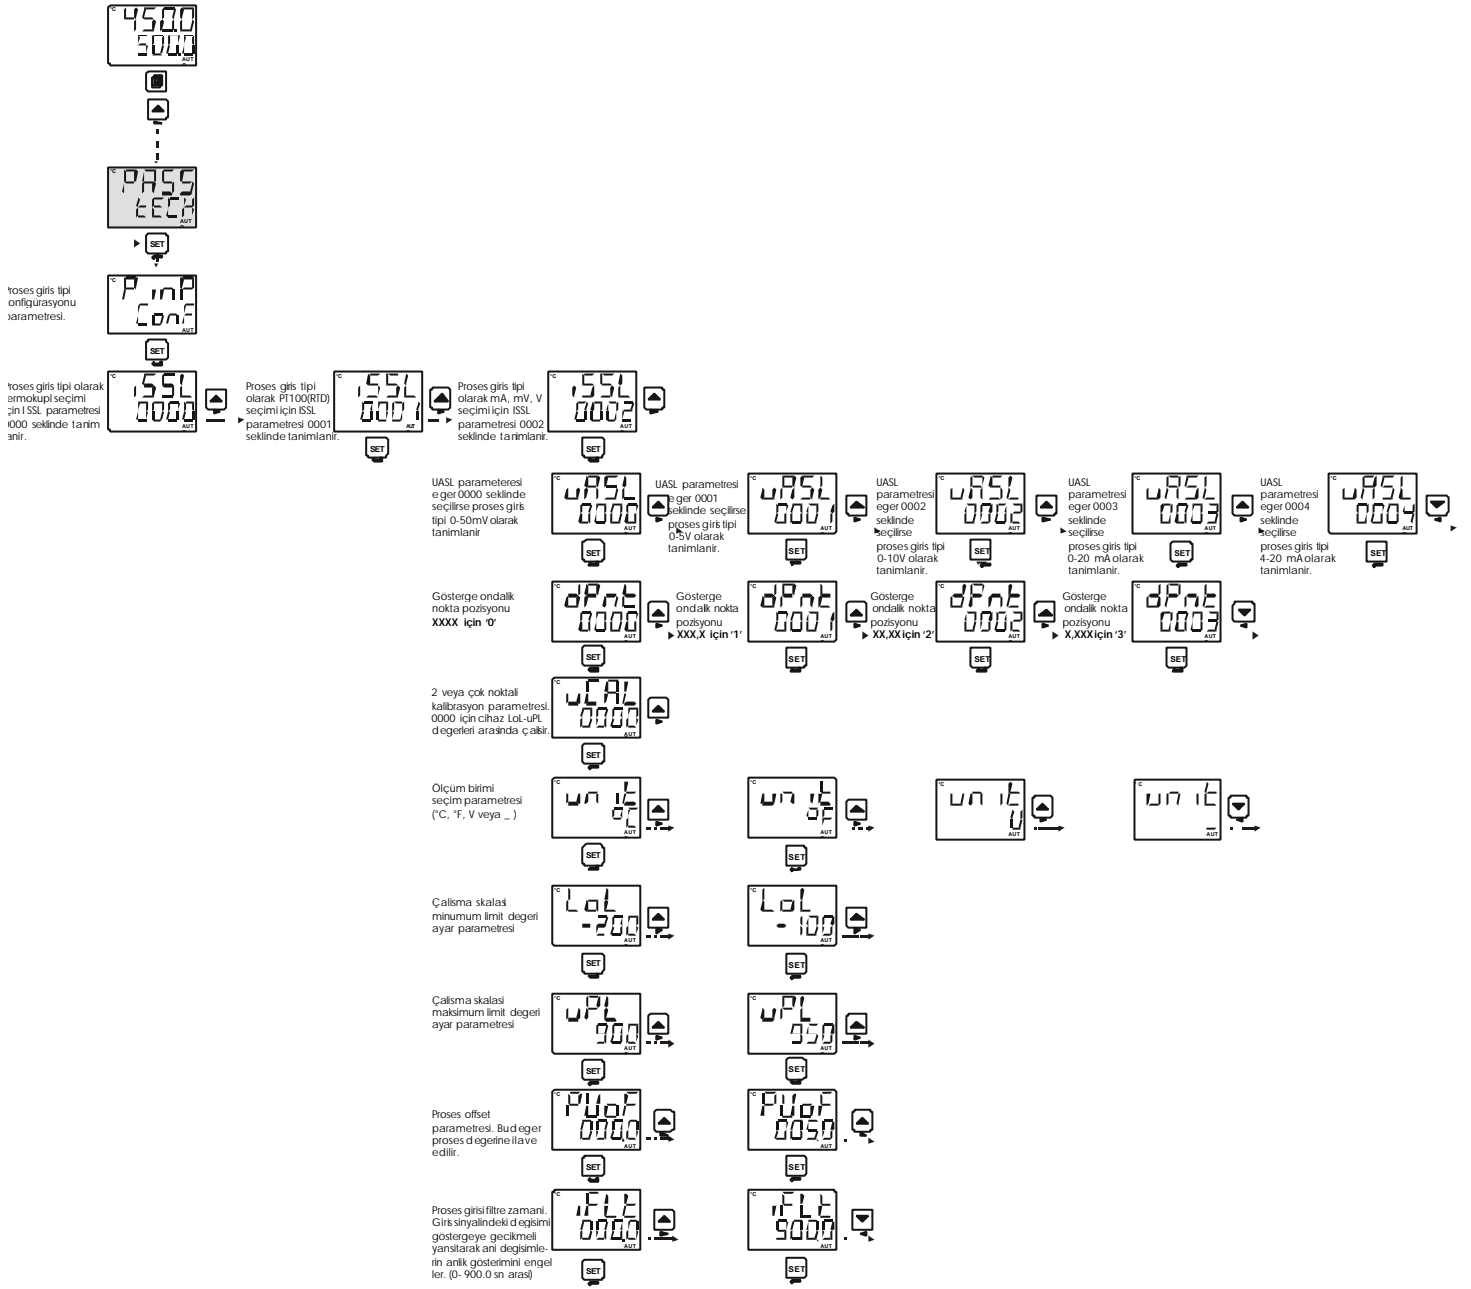 °C 450.0
500.0
AUT
°C PASS
tECH
AUT
SET
roses giris tipi
onfigürasyonu
parametresi.
°C PinP
ConF
AUT
SET
roses giris tipi olarak
ermokupl seçimi
çin ISSL parametresi
0000 seklinde tanim
anir.
°C iSSL
0000
AUT
Proses giris tipi
olarak PT100(RTD)
seçimi için ISSL
parametresi 0001
seklinde tanimlanir.
°C iSSL
0001
AUT
SET
Proses giris tipi
olarak mA, mV, V
seçimi için ISSL
parametresi 0002
seklinde tanimlanir.
°C iSSL
0002
AUT
SET
UASL parameteresi
eger 0000 seklinde
seçilirse proses giris
tipi 0-50mV olarak
tanimlanir
°C uASL
0000
AUT
SET
UASL parametresi
eger 0001
seklinde seçilirse
proses giris tipi
0-5V olarak
tanimlanir.
°C uASL
0001
AUT
SET
UASL
parametresi
eger 0002
seklinde
seçilirse
proses giris tipi
0-10V olarak
tanimlanir.
°C uASL
0002
AUT
SET
UASL
parametresi
eger 0003
seklinde
seçilirse
proses giris tipi
0-20 mA olarak
tanimlanir.
°C uASL
0003
AUT
SET
UASL
parametresi
eger 0004
seklinde
seçilirse
proses giris tipi
4-20 mA olarak
tanimlanir.
°C uASL
0004
AUT
SET
Gösterge ondalik
nokta pozisyonu
XXXX için '0'
°C dPnt
0000
AUT
SET
Gösterge
ondalik nokta
pozisyonu
XXX,X için '1'
°C dPnt
0001
AUT
SET
Gösterge
ondalik nokta
pozisyonu
XX,XX için '2'
°C dPnt
0002
AUT
SET
Gösterge
ondalik nokta
pozisyonu
X,XXX için '3'
°C dPnt
0003
AUT
SET
2 veya çok noktali
kalibrasyon parametresi.
0000 için cihaz LoL-uPL
degerleri arasinda çalisir.
°C uCAL
0000
AUT
SET
Ölçüm birimi
seçim parametresi
(°C, °F, V veya _ )
°C unit
°C
AUT
SET
°C unit
°F
AUT
SET
°C unit
U
AUT
°C unit
_
AUT
Çalisma skalasi
minumum limit degeri
ayar parametresi
°C LoL
-200
AUT
SET
°C LoL
-100
AUT
SET
Çalisma skalasi
maksimum limit degeri
ayar parametresi
°C uPL
900
AUT
SET
°C uPL
950
AUT
SET
Proses offset
parametresi. Bu deger
proses degerine ilave
edilir.
°C PUoF
000.0
AUT
SET
°C PUoF
0050
AUT
SET
Proses girisi filtre zamani.
Giris sinyalindeki degisimi
göstergeye gecikmeli
yansitarak ani degisimle-
rin anlik gösterimini engel
ler. (0- 900.0 sn arasi)
°C iFLt
000.0
AUT
SET
°C iFLt
900.0
AUT
SET